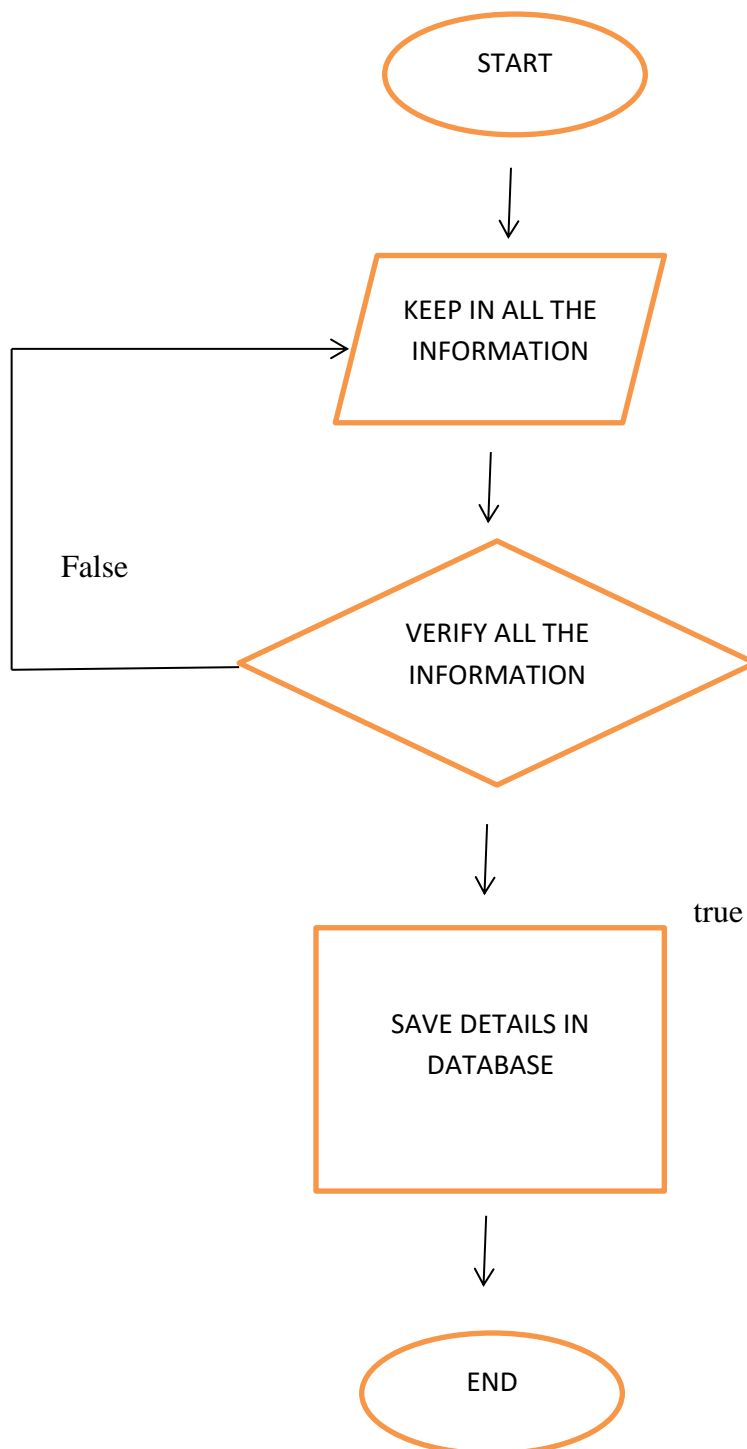 START
KEEP IN ALL THE
INFORMATION
False
VERIFY ALL THE
INFORMATION
true
SAVE DETAILS IN
DATABASE
END